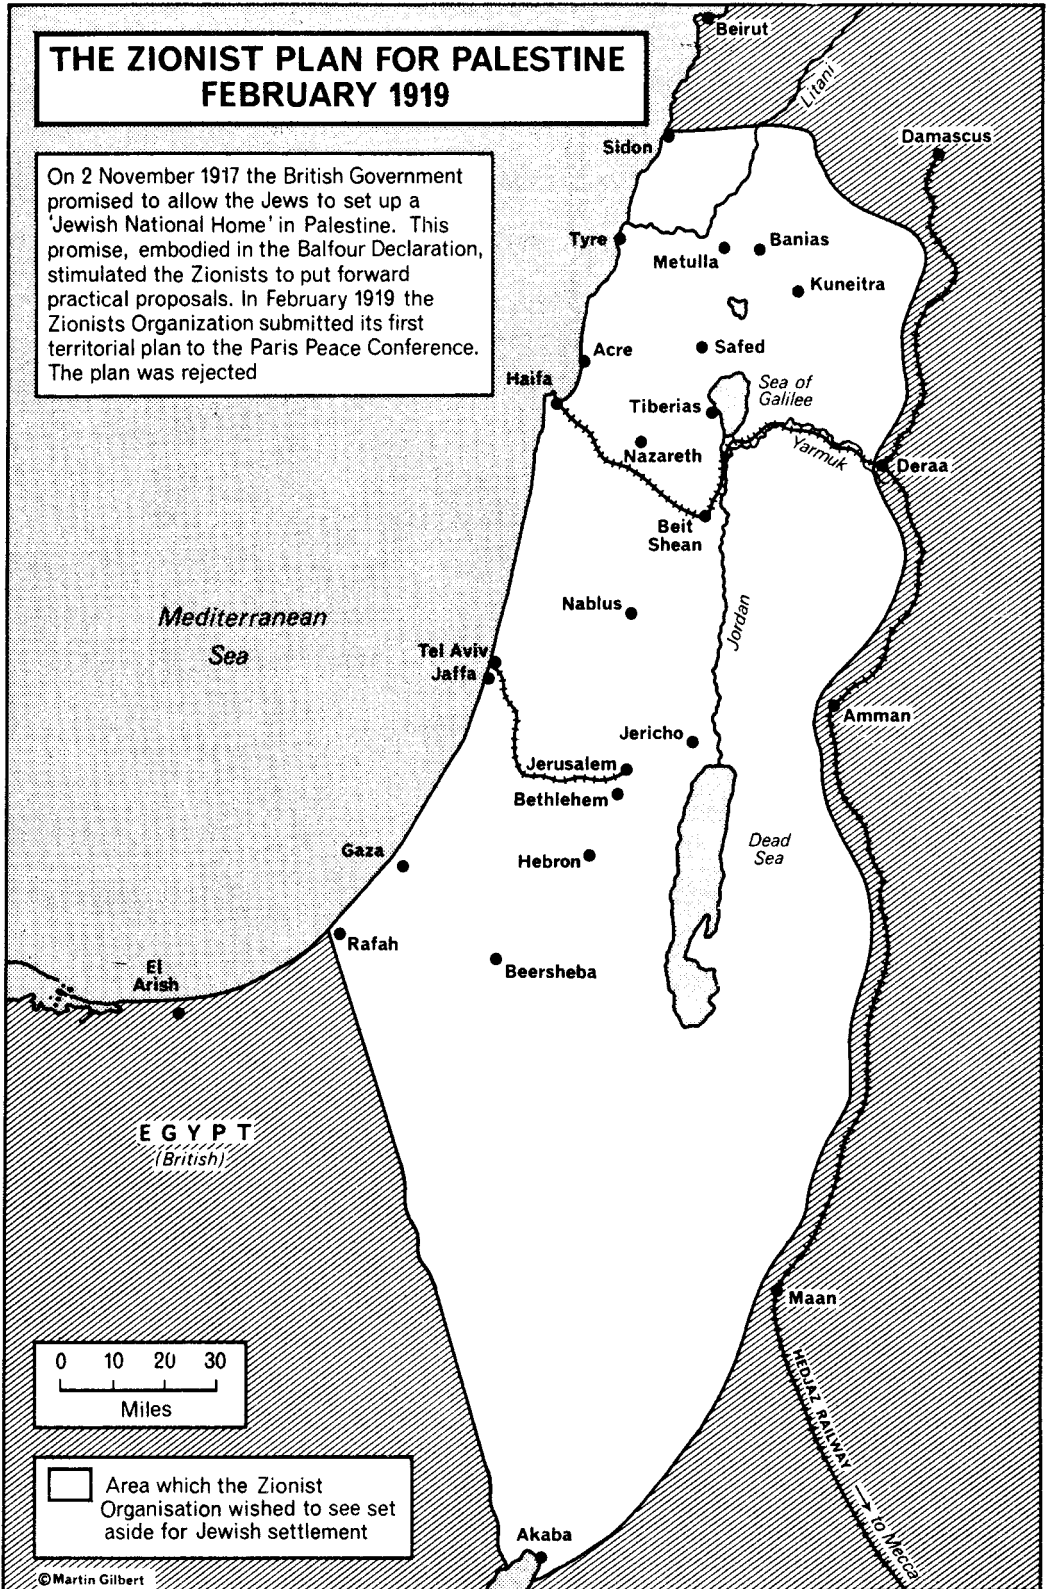 Beirut
THE ZIONIST PLAN FOR PALESTINE
FEBRUARY 1919
Litani
Damascus
Sidon
On 2 November 1917 the British Government
promised to allow the Jews to set up a
'Jewish National Home' in Palestine. This
promise, embodied in the Balfour Declaration,
stimulated the Zionists to put forward
practical proposals. In February 1919 the
Zionists Organization submitted its first
territorial plan to the Paris Peace Conference.
The plan was rejected
Tyre
Banias
Metulla
Kuneitra
Acre
Safed
Haifa
Sea of
Galilee
Tiberias
Nazareth
Yarmuk
Deraa
Beit
Shean
Nablus
Jordan
Mediterranean
Sea
Tel Aviv
Jaffa
Amman
Jericho
Jerusalem
Bethlehem
Dead
Sea
Gaza
Hebron
Rafah
El
Arish
Beersheba
EGYPT
(British)
Maan
0 10 20 30
Miles
HEDJAZ RAILWAY
to Mecca
Area which the Zionist
Organisation wished to see set
aside for Jewish settlement
Akaba
©Martin Gilbert